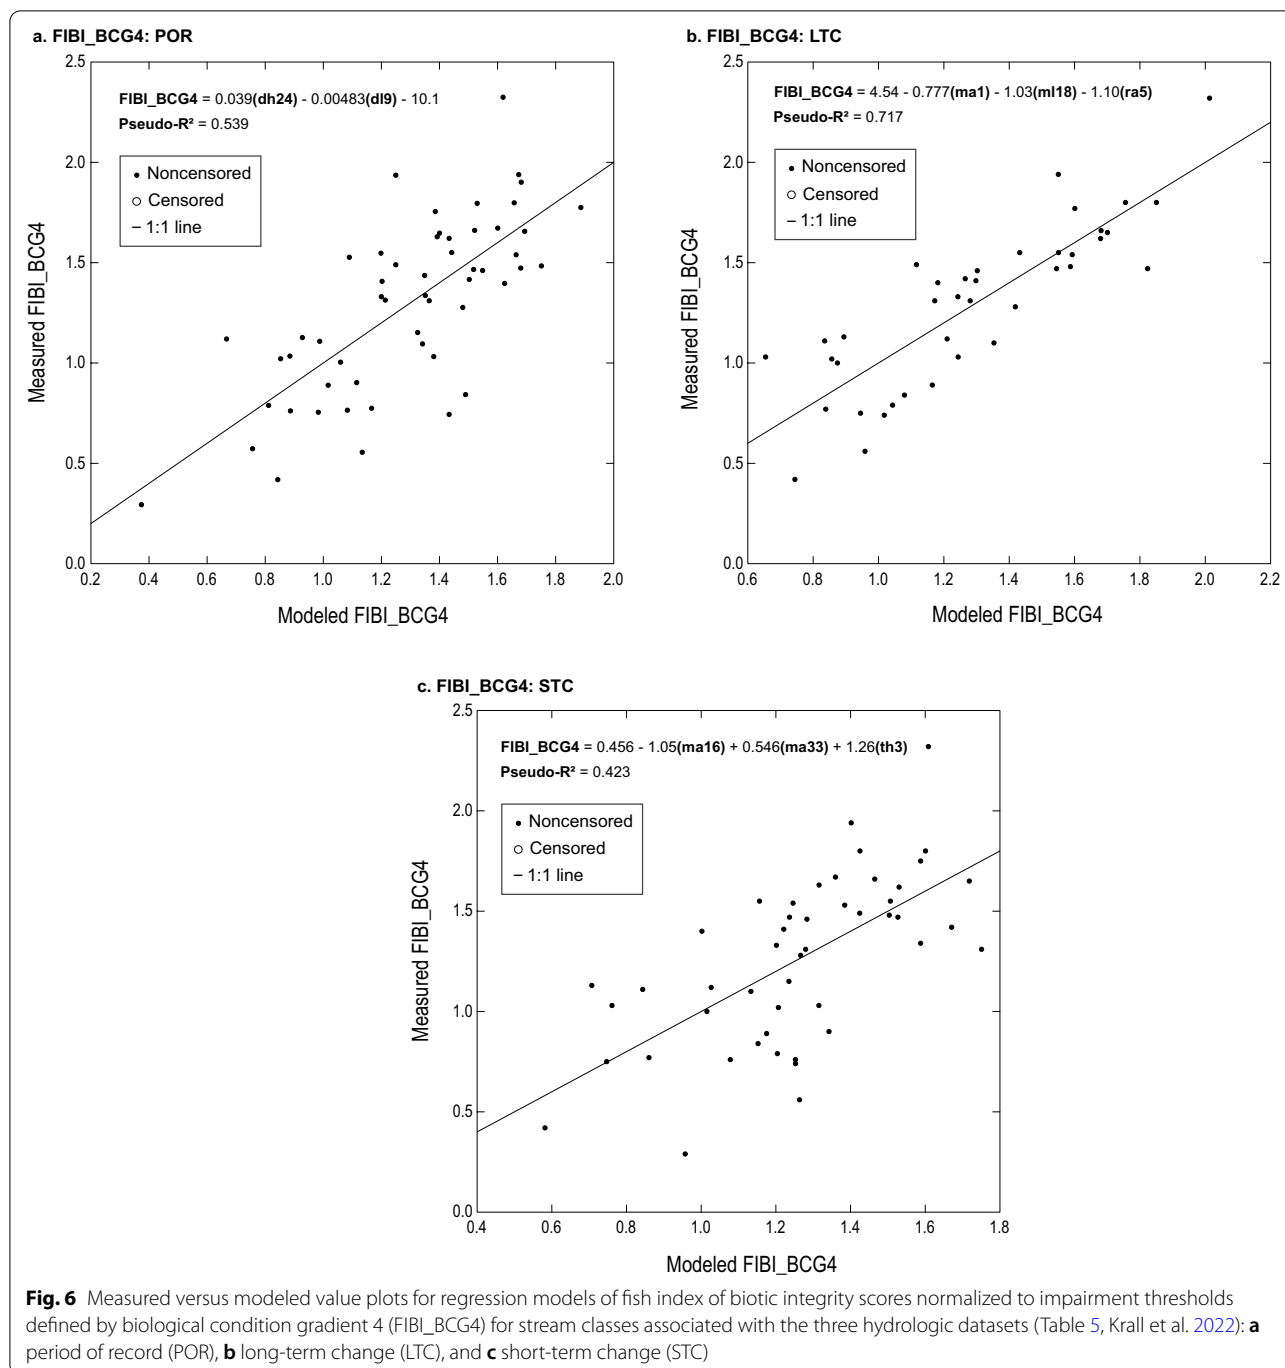 a. FIBI_BCG4: POR
2.5
2.0
1.5
1.0
0.5
0.0
Measured FIBI_BCG4
FIBI_BCG4 = 0.039(dh24) - 0.00483(dl9) - 10.1
Pseudo-R² = 0.539
Noncensored
Censored
– 1:1 line
0.2 0.4 0.6 0.8 1.0 1.2 1.4 1.6 1.8 2.0
Modeled FIBI_BCG4
b. FIBI_BCG4: LTC
2.5
2.0
1.5
1.0
0.5
0.0
Measured FIBI_BCG4
FIBI_BCG4 = 4.54 - 0.777(ma1) - 1.03(ml18) - 1.10(ra5)
Pseudo-R² = 0.717
Noncensored
Censored
– 1:1 line
0.6 0.8 1.0 1.2 1.4 1.6 1.8 2.0 2.2
Modeled FIBI_BCG4
c. FIBI_BCG4: STC
2.5
2.0
1.5
1.0
0.5
0.0
Measured FIBI_BCG4
FIBI_BCG4 = 0.456 - 1.05(ma16) + 0.546(ma33) + 1.26(th3)
Pseudo-R² = 0.423
Noncensored
Censored
– 1:1 line
0.4 0.6 0.8 1.0 1.2 1.4 1.6 1.8
Modeled FIBI_BCG4
Fig. 6 Measured versus modeled value plots for regression models of fish index of biotic integrity scores normalized to impairment thresholds
defined by biological condition gradient 4 (FIBI_BCG4) for stream classes associated with the three hydrologic datasets (Table 5, Krall et al. 2022): a
period of record (POR), b long-term change (LTC), and c short-term change (STC)